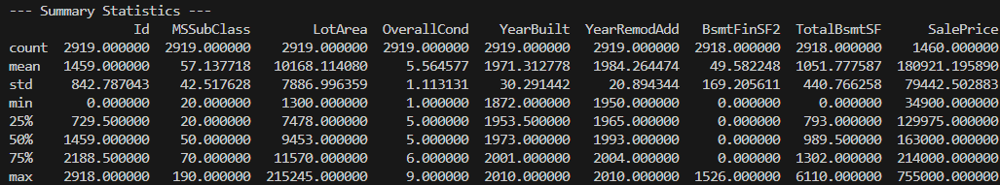 --- Summary Statistics ---
Id MSSubClass LotArea OverallCond YearBuilt YearRemodAdd BsmtFinSF2 TotalBsmtSF SalePrice
count 2919.000000 2919.000000 2919.000000 2919.000000 2919.000000 2919.000000 2918.000000 2918.000000 1460.000000
mean 1459.000000 57.137718 10168.114080 5.564577 1971.312778 1984.264474 49.582248 1051.777587 180921.195890
std 842.787043 42.517628 7886.996359 1.113131 30.291442 20.894344 169.205611 440.766258 79442.502883
min 0.000000 20.000000 1300.000000 1.000000 1872.000000 1950.000000 0.000000 0.000000 34900.000000
25% 729.500000 20.000000 7478.000000 5.000000 1953.500000 1965.000000 0.000000 793.000000 129975.000000
50% 1459.000000 50.000000 9453.000000 5.000000 1973.000000 1993.000000 0.000000 989.500000 163000.000000
75% 2188.500000 70.000000 11570.000000 6.000000 2001.000000 2004.000000 0.000000 1302.000000 214000.000000
max 2918.000000 190.000000 215245.000000 9.000000 2010.000000 2010.000000 1526.000000 6110.000000 755000.000000